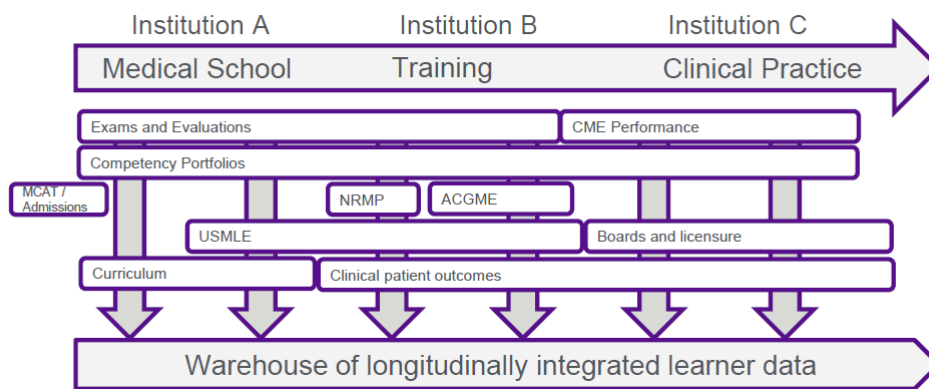 Institution A Institution B Institution C
Medical School Training Clinical Practice
Exams and Evaluations CME Performance
Competency Portfolios
MCAT /
Admissions
NRMP ACGME
USMLE Boards and licensure
Curriculum Clinical patient outcomes
Warehouse of longitudinally integrated learner data